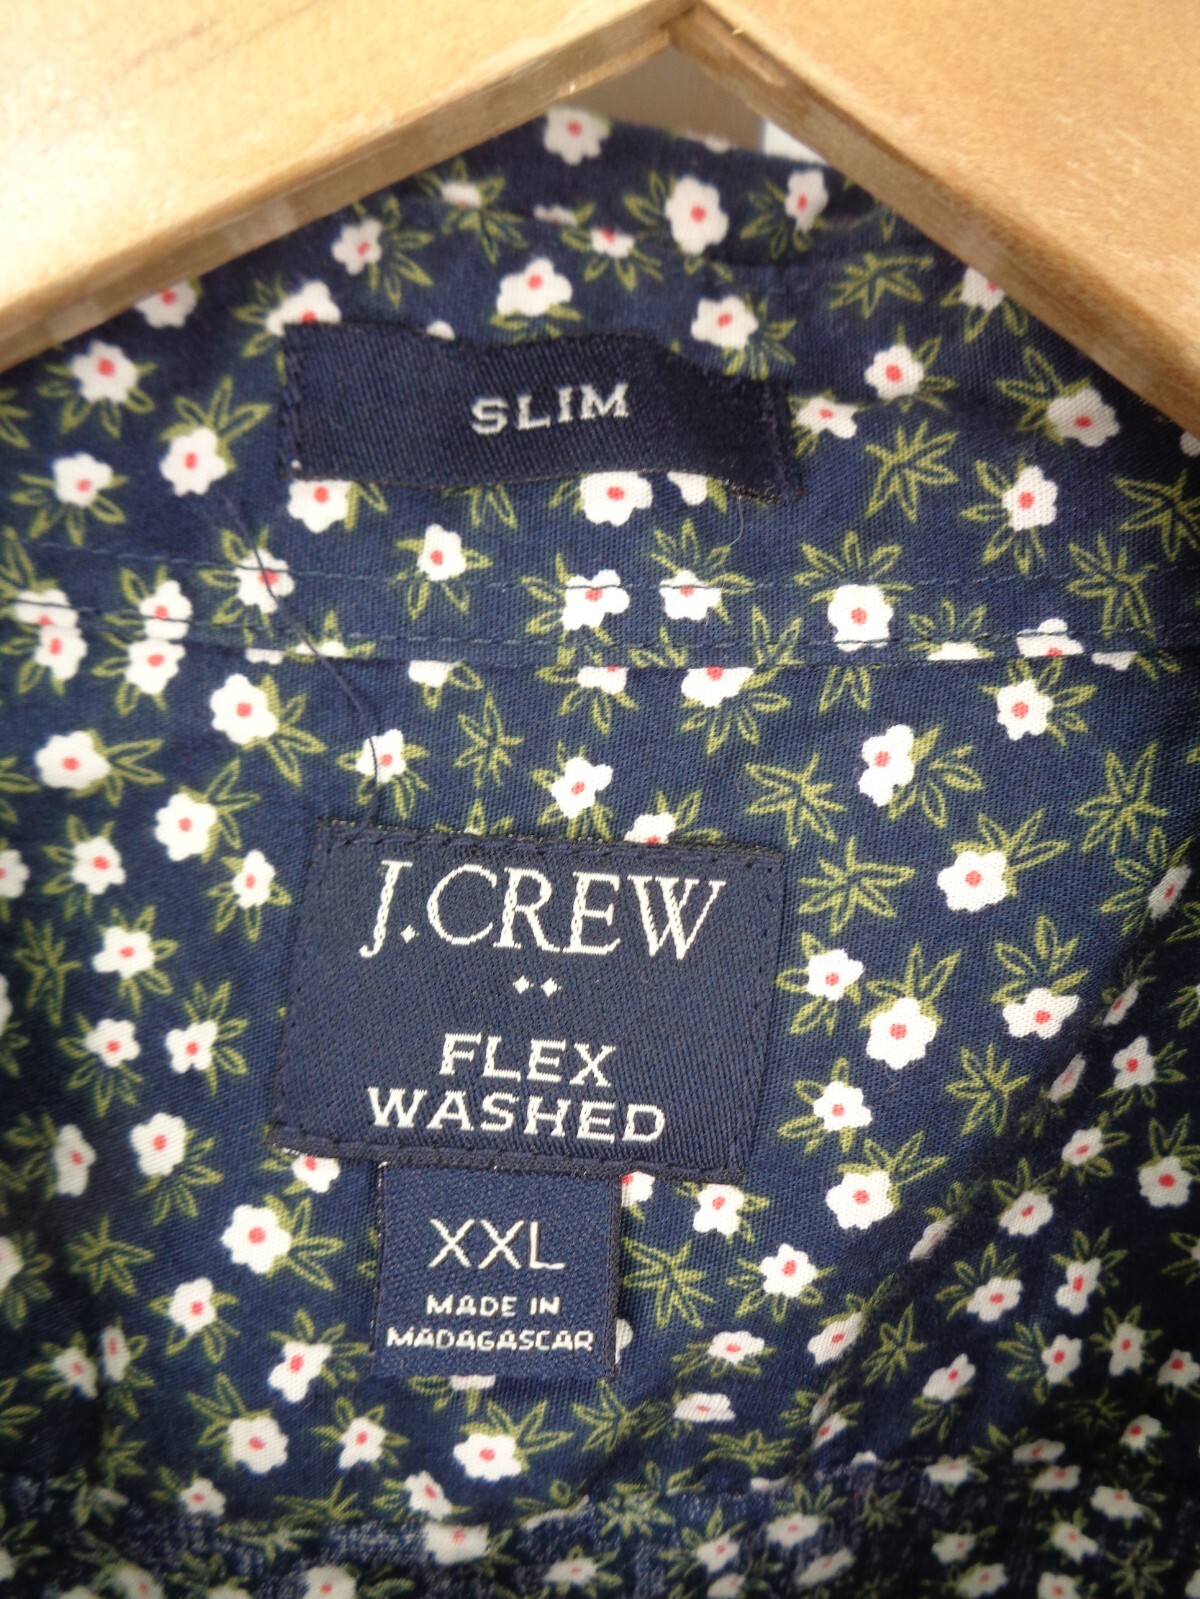 SLIM
J.CREW
FLEX
WASHED
XXL
MADE IN
MADAGASCAR